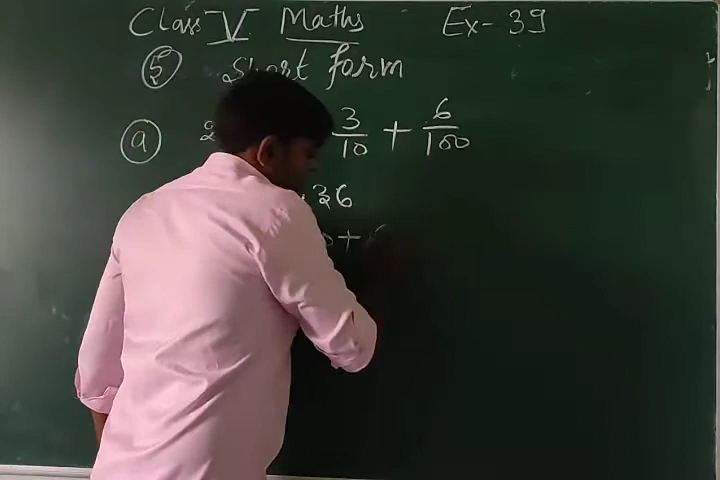 Class V Maths Ex- 39
5 Short form
a 2 3/10 + 6/100
.36
+